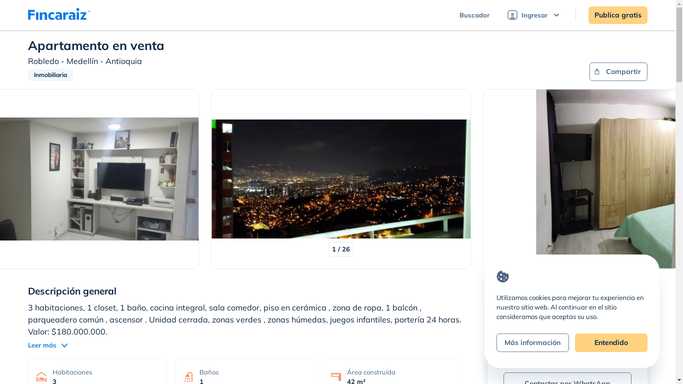 Fincaraiz
Buscador
Ingresar
Publica gratis
Apartamento en venta
Robledo - Medellín - Antioquia
Inmobiliaria
Compartir
1 / 26
Descripción general
3 habitaciones, 1 closet, 1 baño, cocina integral, sala comedor, piso en cerámica , zona de ropa, 1 balcón ,
parqueadero común , ascensor . Unidad cerrada, zonas verdes , zonas húmedas, juegos infantiles, portería 24 horas.
Valor: $180.000.000.
Leer más
Utilizamos cookies para mejorar tu experiencia en
nuestro sitio web. Al continuar en el sitio
consideramos que aceptas su uso.
Más información
Entendido
Habitaciones
3
Baños
1
Área construida
42 m²
Contactar por WhatsApp